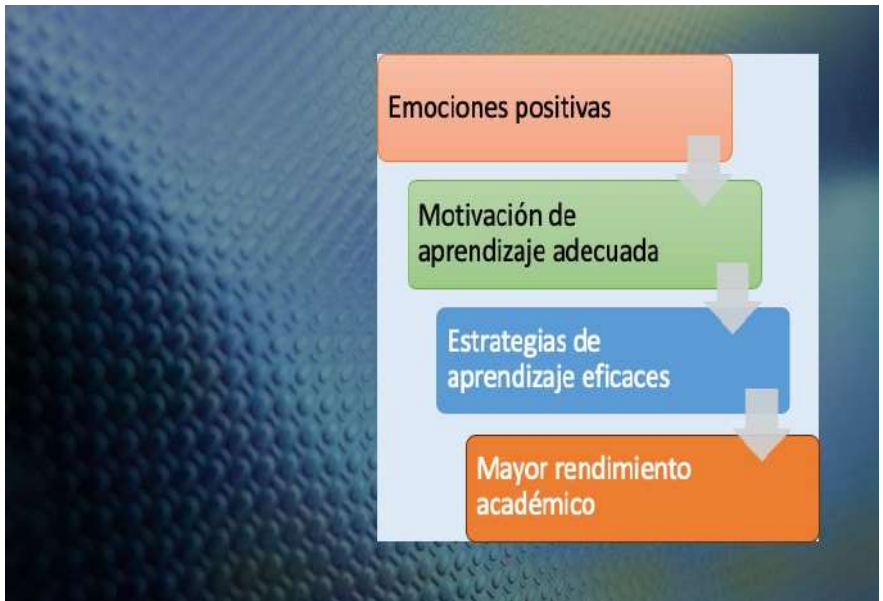 Emociones positivas
Motivación de
aprendizaje adecuada
Estrategias de
aprendizaje eficaces
Mayor rendimiento
académico